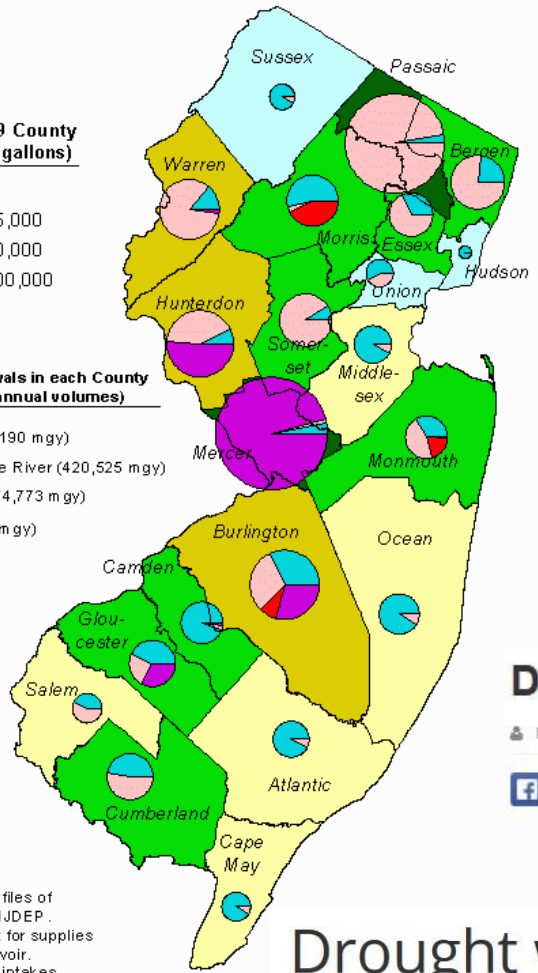 9 County
gallons)
5,000
0,000
00,000
vals in each County
annual volumes)
190 mgy)
e River (420,525 mgy)
4,773 mgy)
mgy)
Sussex
Passaic
Warren
Bergen
Morris
Essex
Hudson
Union
Hunterdon
Somer-
set
Middle-
sex
Mercer
Monmouth
Burlington
Ocean
Camden
Glou-
cester
Salem
Atlantic
Cumberland
Cape
May
files of
NJDEP.
t for supplies
voir.
intakes
D
f
Drought